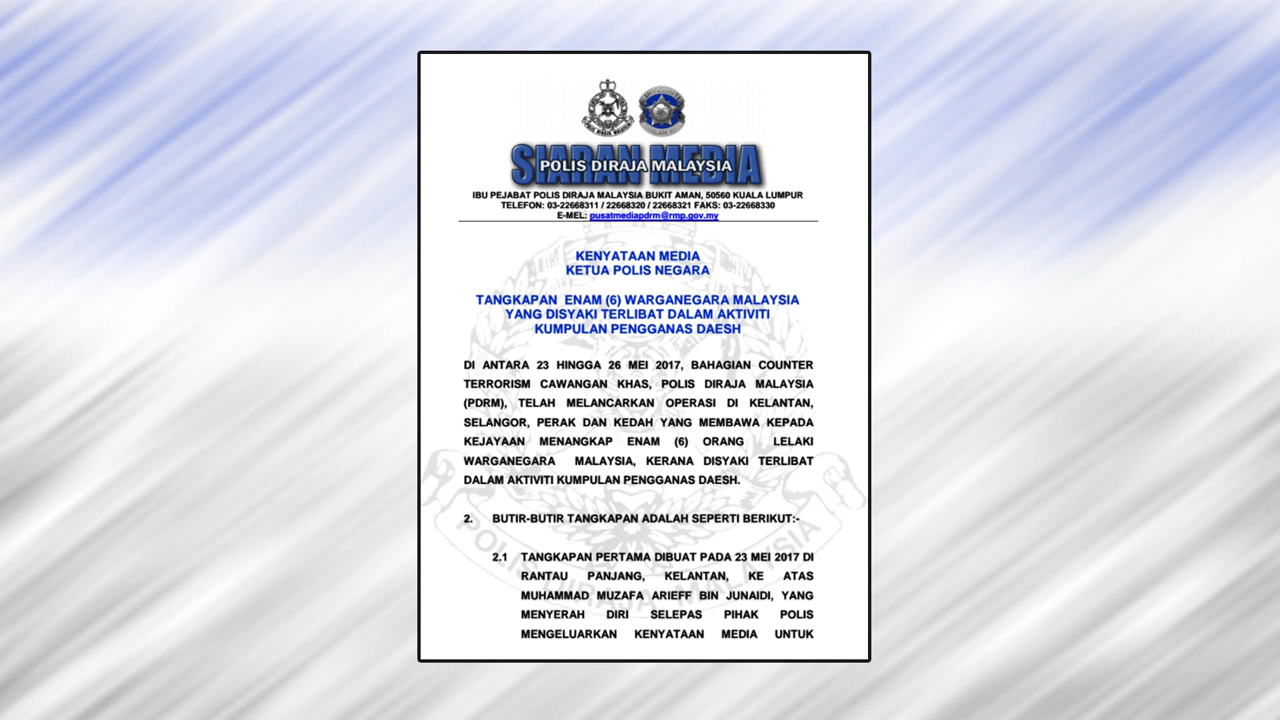 SIARAN MEDIA
POLIS DIRAJA MALAYSIA
IBU PEJABAT POLIS DIRAJA MALAYSIA BUKIT AMAN, 50560 KUALA LUMPUR
TELEFON: 03-22668311 / 22668320 / 22668321 FAKS: 03-22668330
E-MEL: pusatmediapdrm@rmp.gov.my
KENYATAAN MEDIA
KETUA POLIS NEGARA
TANGKAPAN ENAM (6) WARGANEGARA MALAYSIA
YANG DISYAKI TERLIBAT DALAM AKTIVITI
KUMPULAN PENGGANAS DAESH
DI ANTARA 23 HINGGA 26 MEI 2017, BAHAGIAN COUNTER
TERRORISM CAWANGAN KHAS, POLIS DIRAJA MALAYSIA
(PDRM), TELAH MELANCARKAN OPERASI DI KELANTAN,
SELANGOR, PERAK DAN KEDAH YANG MEMBAWA KEPADA
KEJAYAAN MENANGKAP ENAM (6) ORANG LELAKI
WARGANEGARA MALAYSIA, KERANA DISYAKI TERLIBAT
DALAM AKTIVITI KUMPULAN PENGGANAS DAESH.
2. BUTIR-BUTIR TANGKAPAN ADALAH SEPERTI BERIKUT:-
2.1 TANGKAPAN PERTAMA DIBUAT PADA 23 MEI 2017 DI
RANTAU PANJANG, KELANTAN, KE ATAS
MUHAMMAD MUZAFA ARIEFF BIN JUNAIDI, YANG
MENYERAH DIRI SELEPAS PIHAK POLIS
MENGELUARKAN KENYATAAN MEDIA UNTUK
POLIS DIRAJA MALAYSIA